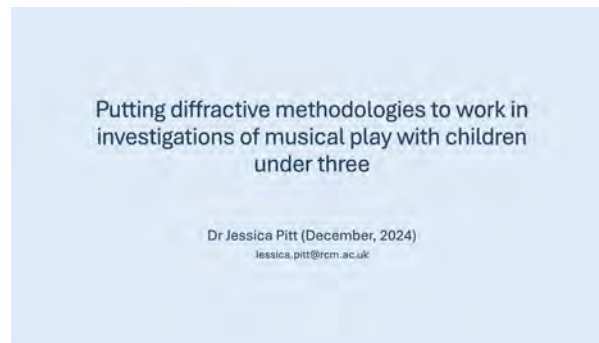 Putting diffractive methodologies to work in
investigations of musical play with children
under three
Dr Jessica Pitt (December, 2024)
Jessica.pitt@rcm.ac.uk